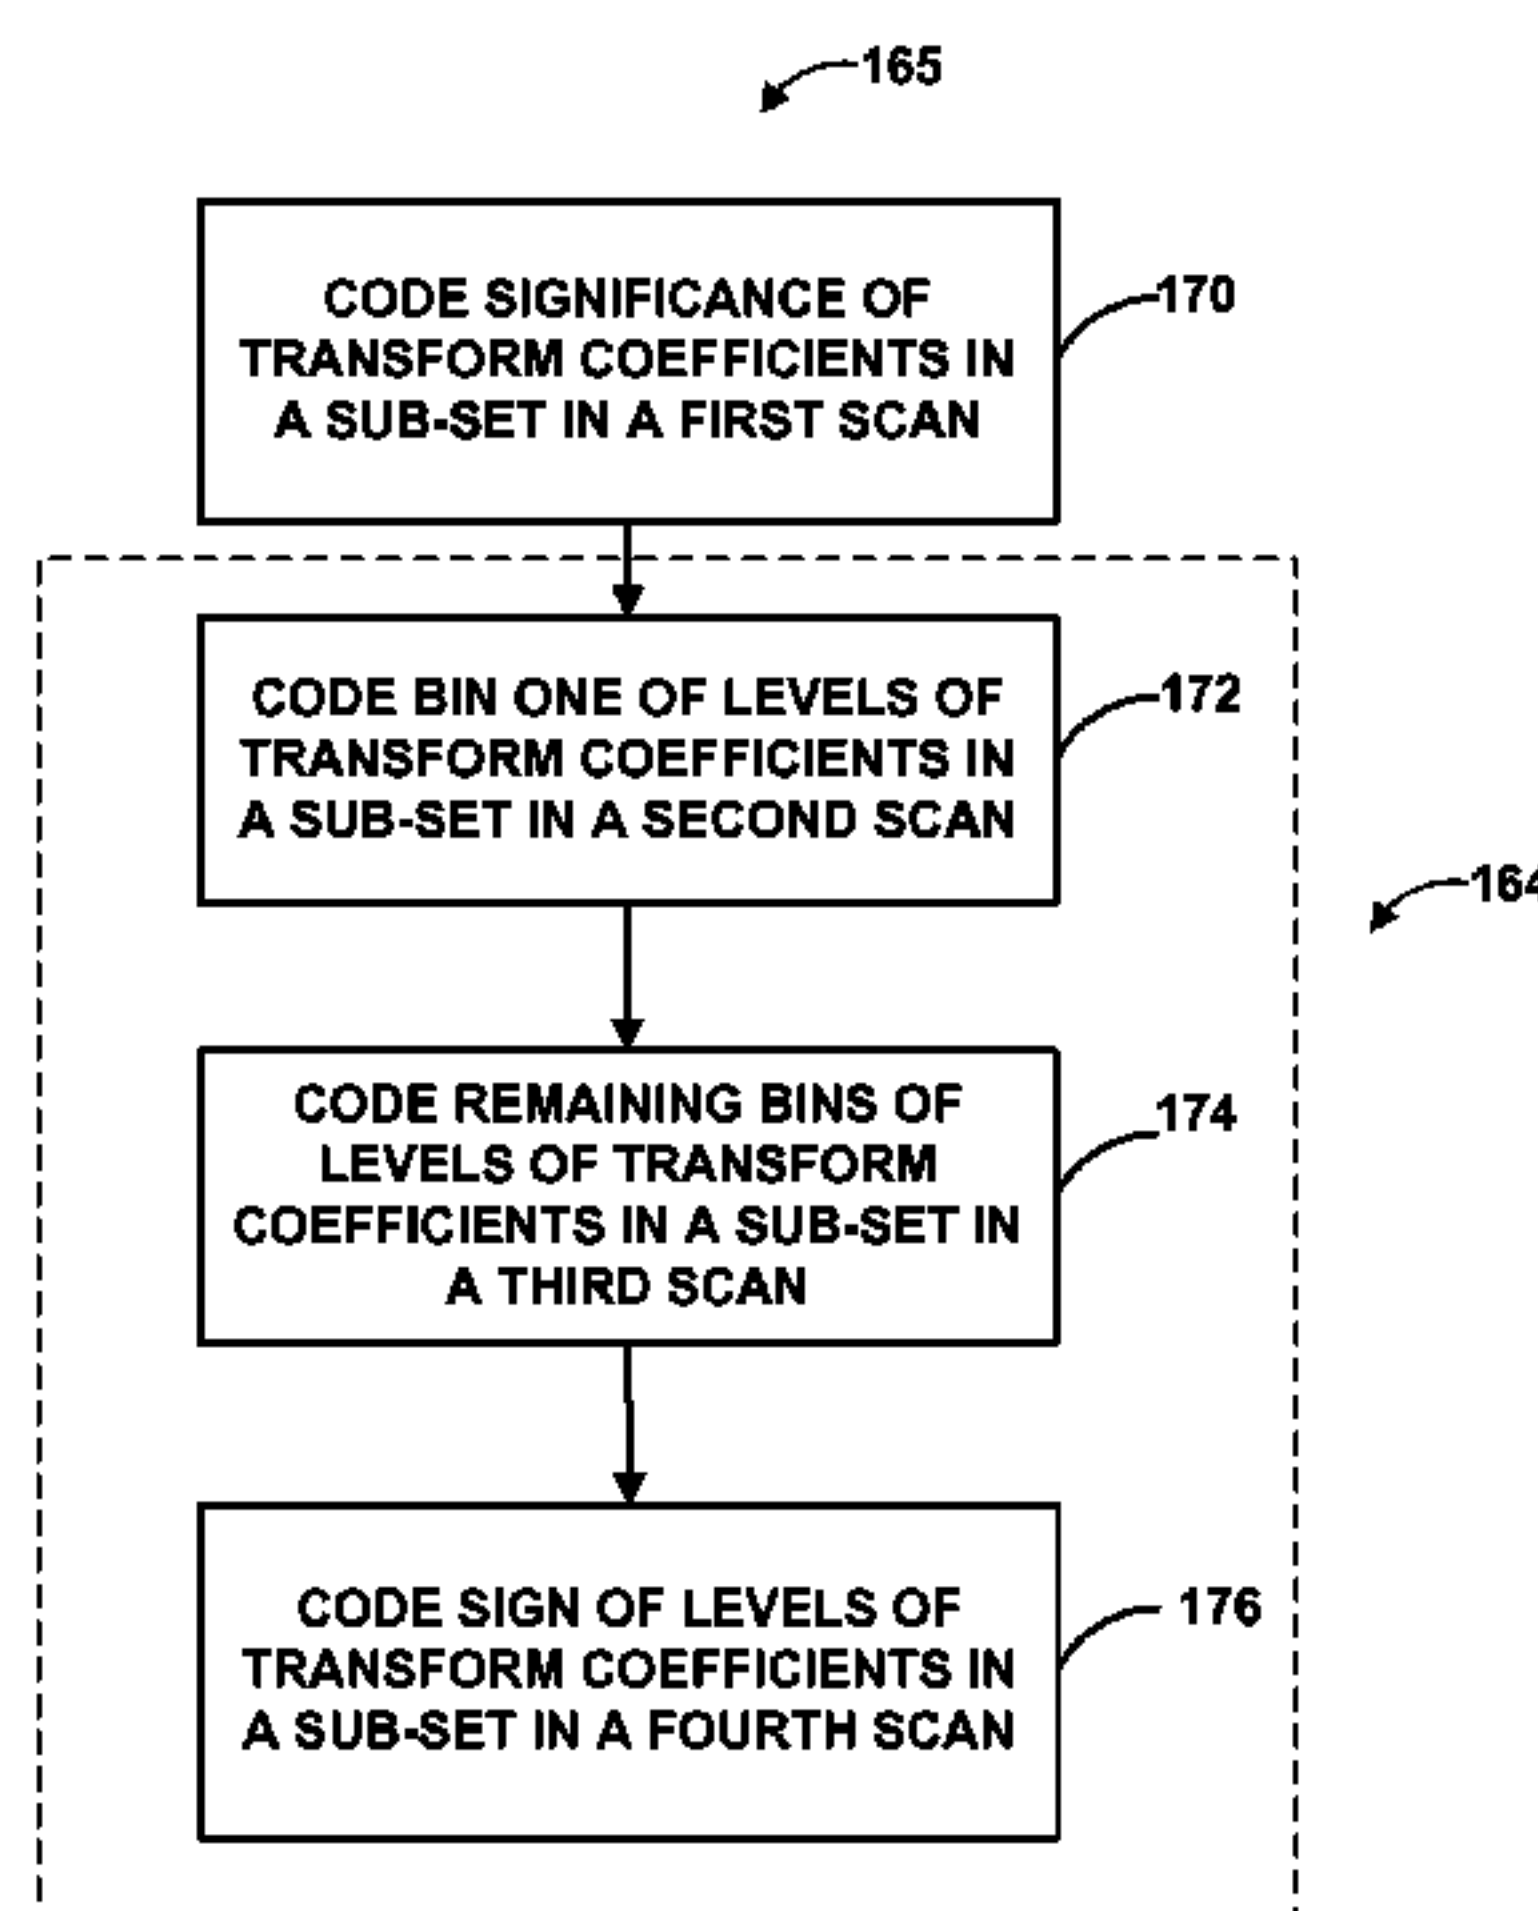 165
CODE SIGNIFICANCE OF
TRANSFORM COEFFICIENTS IN
A SUB-SET IN A FIRST SCAN
170
CODE BIN ONE OF LEVELS OF
TRANSFORM COEFFICIENTS IN
A SUB-SET IN A SECOND SCAN
172
164
CODE REMAINING BINS OF
LEVELS OF TRANSFORM
COEFFICIENTS IN A SUB-SET IN
A THIRD SCAN
174
CODE SIGN OF LEVELS OF
TRANSFORM COEFFICIENTS IN
A SUB-SET IN A FOURTH SCAN
176